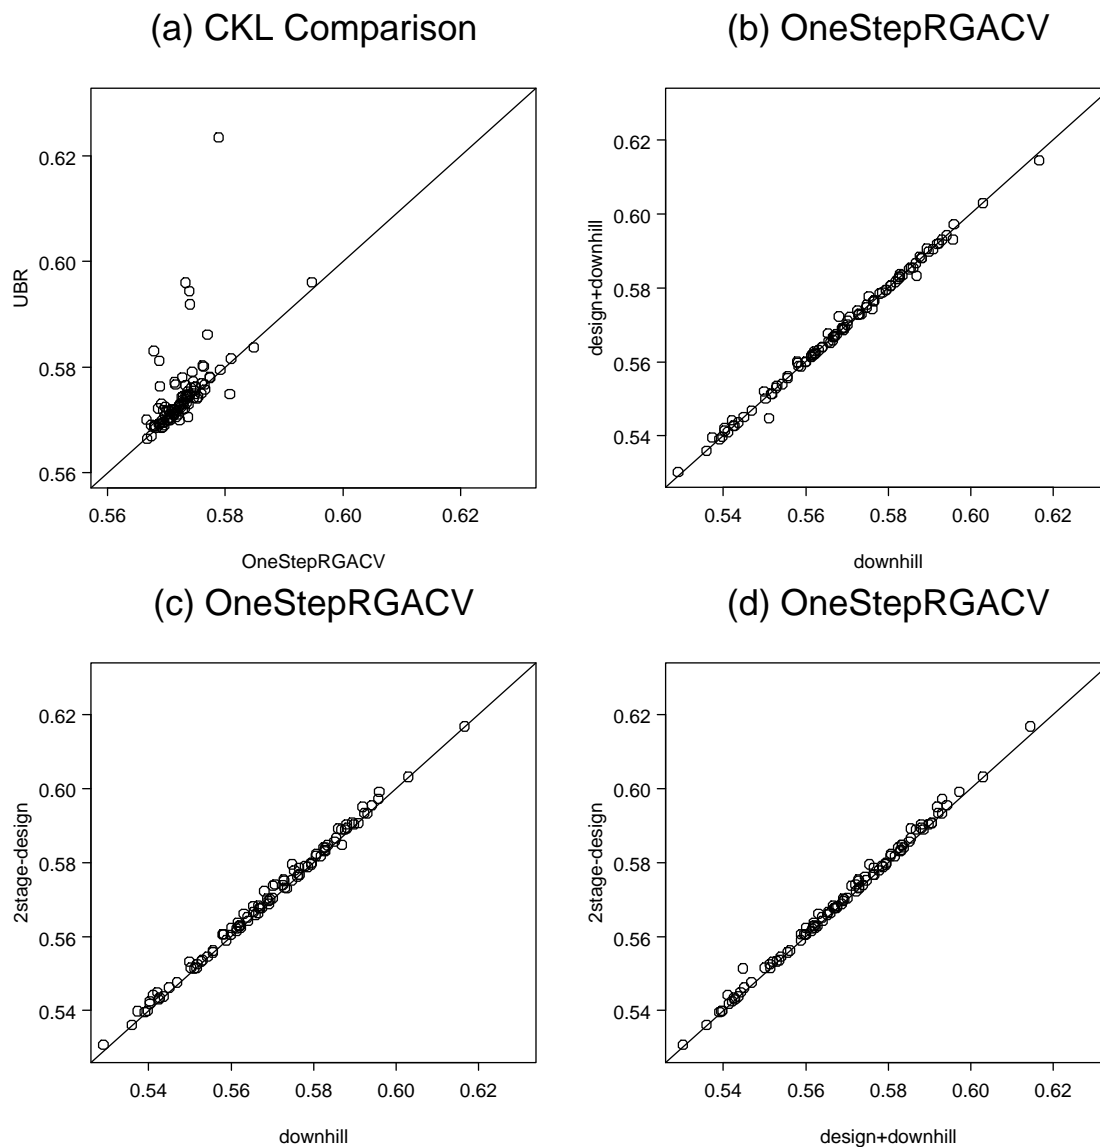 (a) CKL Comparison
UBR
0.62
0.60
0.58
0.56
0.56 0.58 0.60 0.62
OneStepRGACV
(b) OneStepRGACV
design+downhill
0.62
0.60
0.58
0.56
0.54
0.54 0.56 0.58 0.60 0.62
downhill
(c) OneStepRGACV
2stage-design
0.62
0.60
0.58
0.56
0.54
0.54 0.56 0.58 0.60 0.62
downhill
(d) OneStepRGACV
2stage-design
0.62
0.60
0.58
0.56
0.54
0.54 0.56 0.58 0.60 0.62
design+downhill